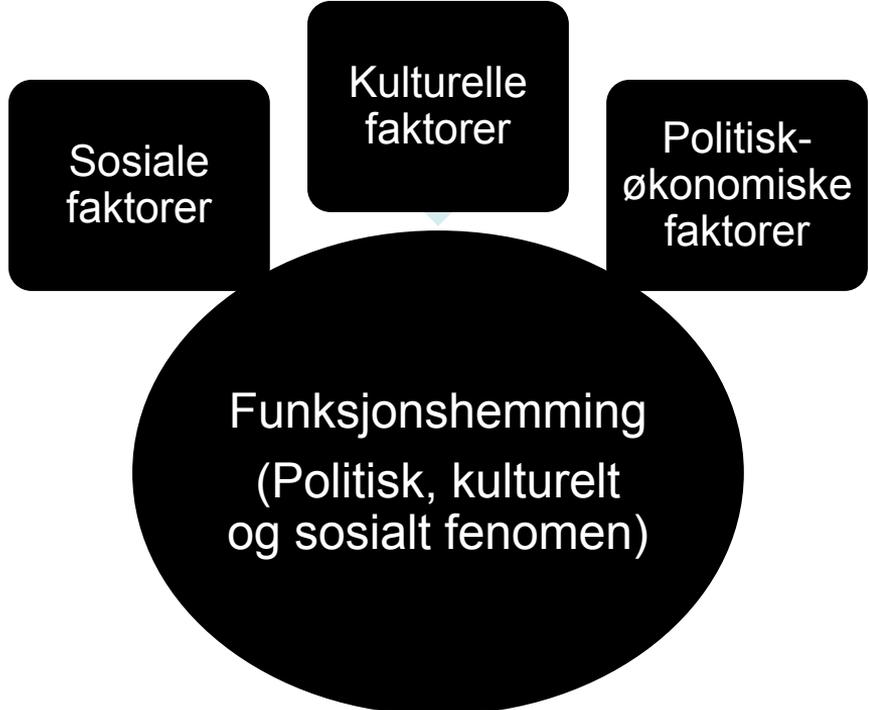 Sosiale
faktorer
Kulturelle
faktorer
Politisk-
økonomiske
faktorer
Funksjonshemming
(Politisk, kulturelt
og sosialt fenomen)